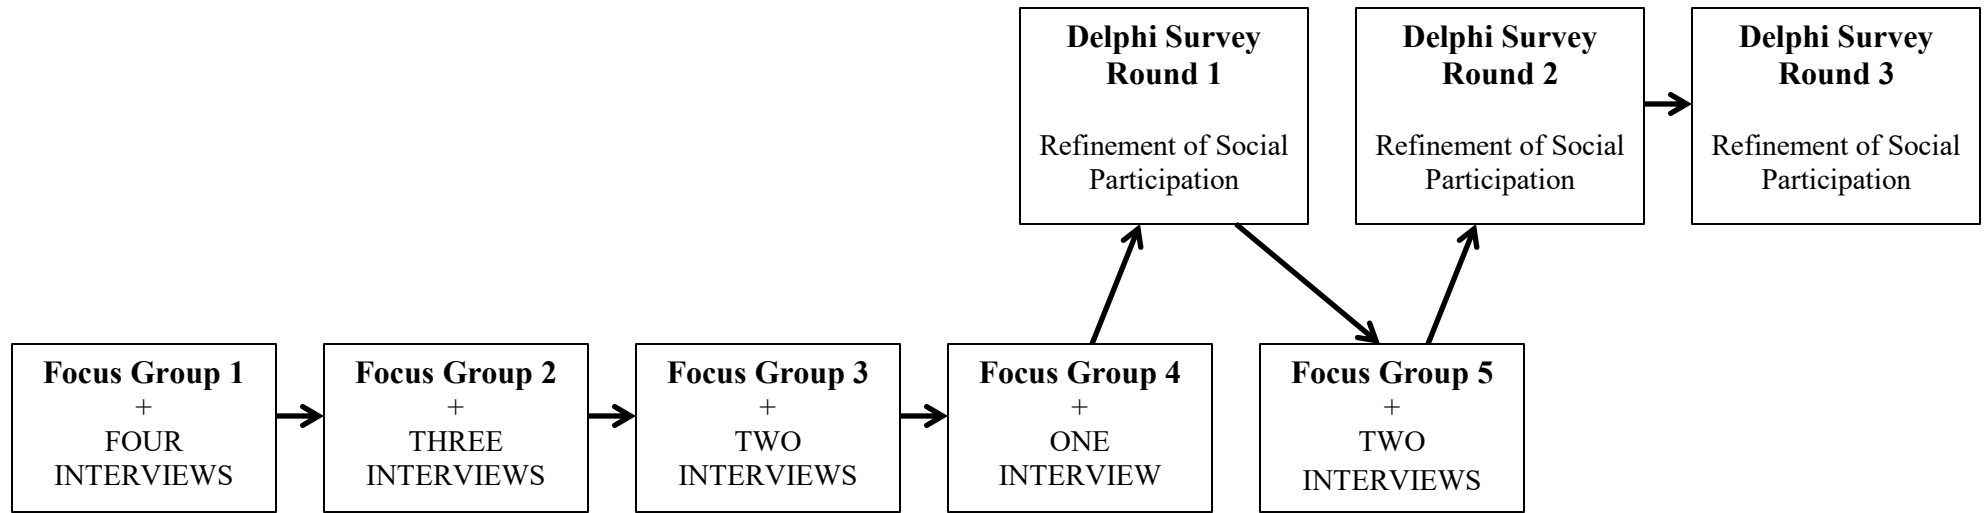 Delphi Survey
Round 1
Refinement of Social
Participation
Delphi Survey
Round 2
Refinement of Social
Participation
Delphi Survey
Round 3
Refinement of Social
Participation
Focus Group 1
+
FOUR
INTERVIEWS
Focus Group 2
+
THREE
INTERVIEWS
Focus Group 3
+
TWO
INTERVIEWS
Focus Group 4
+
ONE
INTERVIEW
Focus Group 5
+
TWO
INTERVIEWS